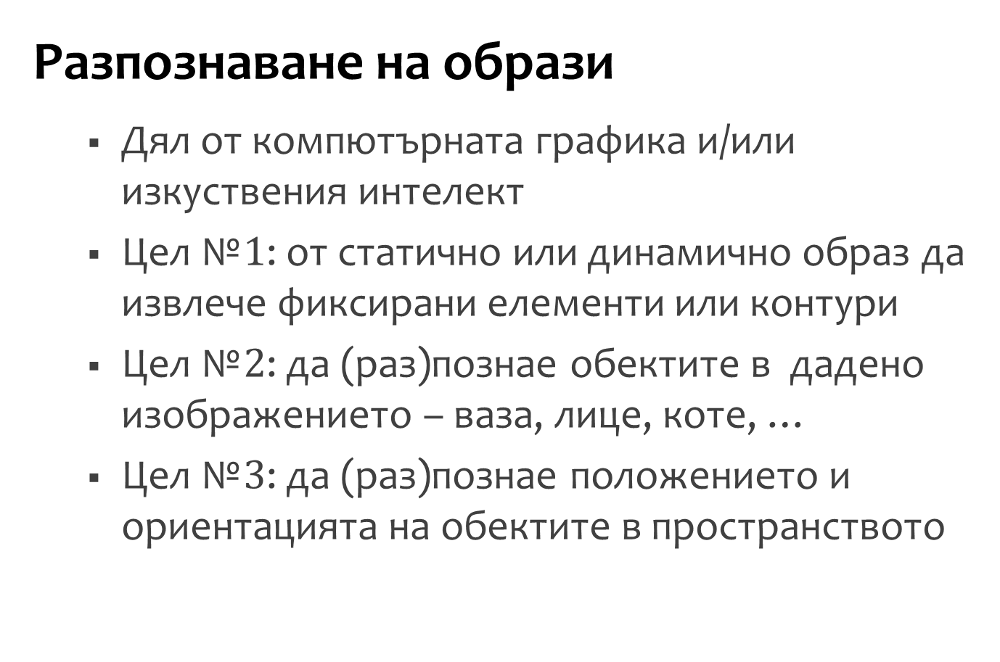 Разпознаване на образи
▪ Дял от компютърната графика и/или
изкуствения интелект
▪ Цел №1: от статично или динамично образ да
извлече фиксирани елементи или контури
▪ Цел №2: да (раз)познае обектите в  дадено
изображението – ваза, лице, коте, …
▪ Цел №3: да (раз)познае положението и
ориентацията на обектите в пространството